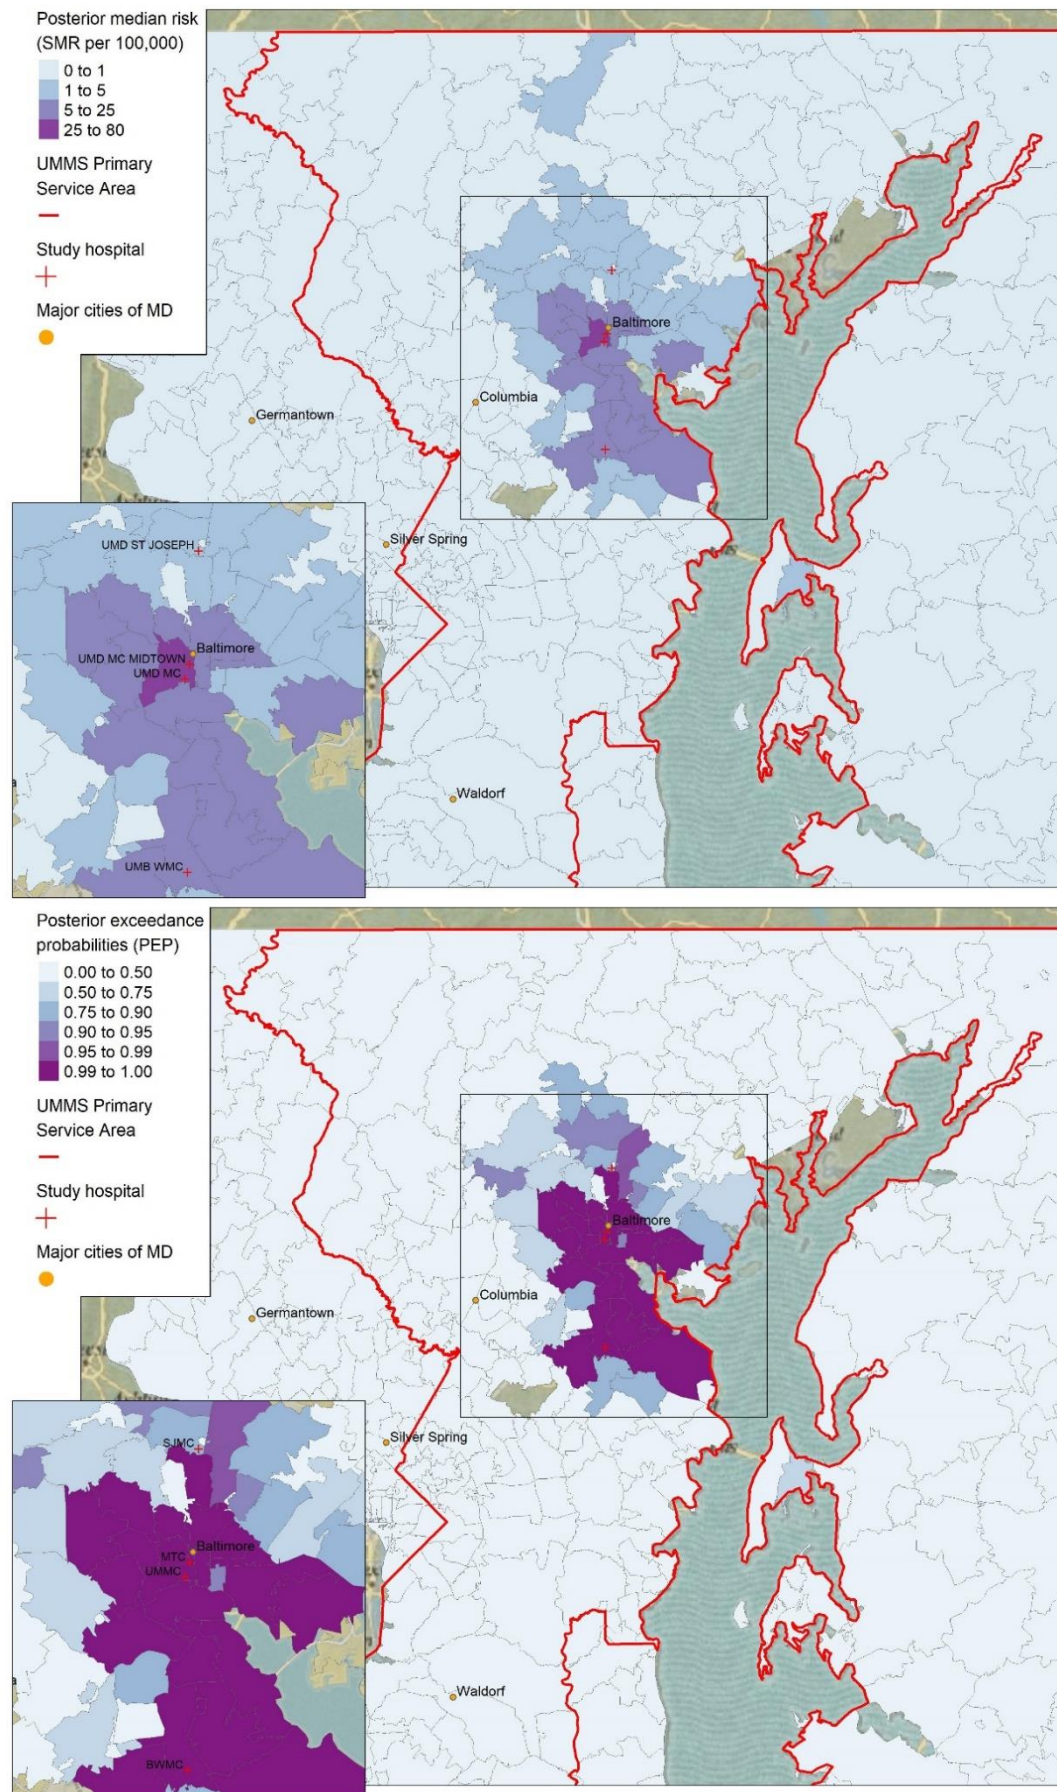 Posterior median risk
(SMR per 100,000)
0 to 1
1 to 5
5 to 25
25 to 80
UMMS Primary
Service Area
Study hospital
Major cities of MD
Baltimore
Columbia
Germantown
Silver Spring
Waldorf
UMD ST JOSEPH
Baltimore
UMD MC MIDTOWN
UMD MC
UMB WMC
Posterior exceedance
probabilities (PEP)
0.00 to 0.50
0.50 to 0.75
0.75 to 0.90
0.90 to 0.95
0.95 to 0.99
0.99 to 1.00
UMMS Primary
Service Area
Study hospital
Major cities of MD
Baltimore
Columbia
Germantown
Silver Spring
Waldorf
SJMC
Baltimore
MTC
UMMC
BWMC